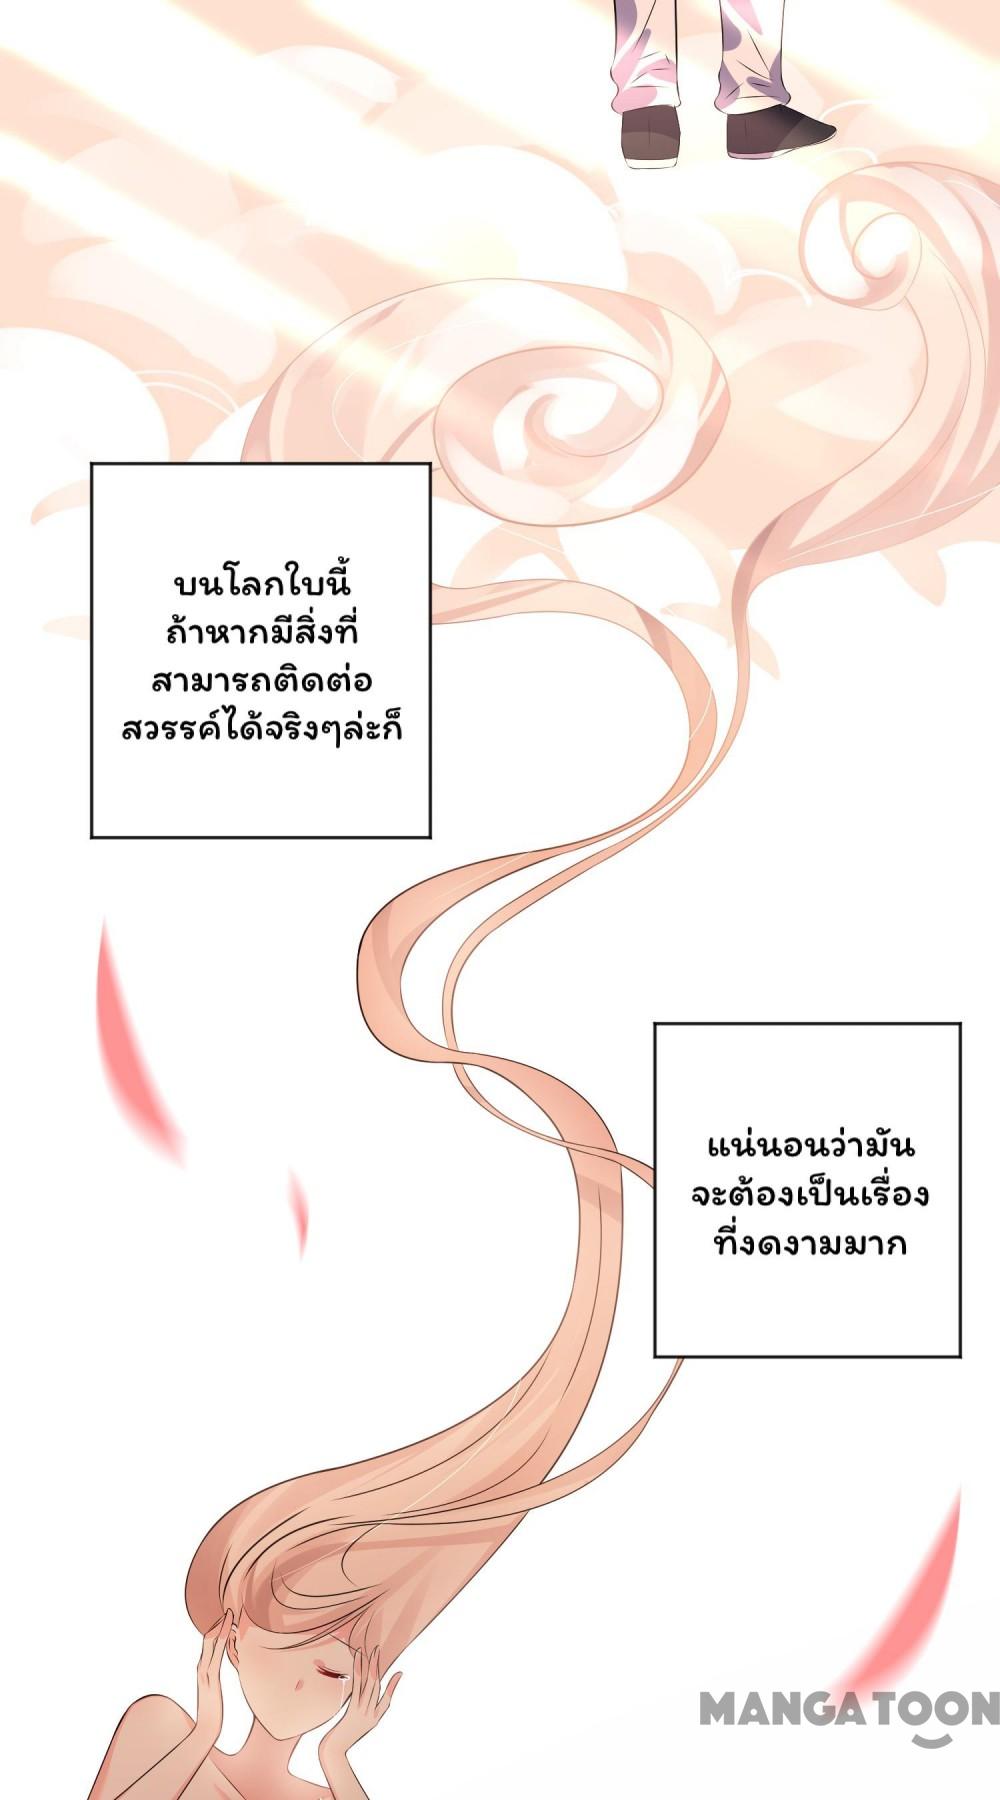 บนโลกใบนี้
ถ้าหากมีสิ่งที่
สามารถติดต่อ
สวรรค์ได้จริงๆล่ะก็
แน่นอนว่ามัน
จะต้องเป็นเรื่อง
ที่งดงามมาก
MANGATOON